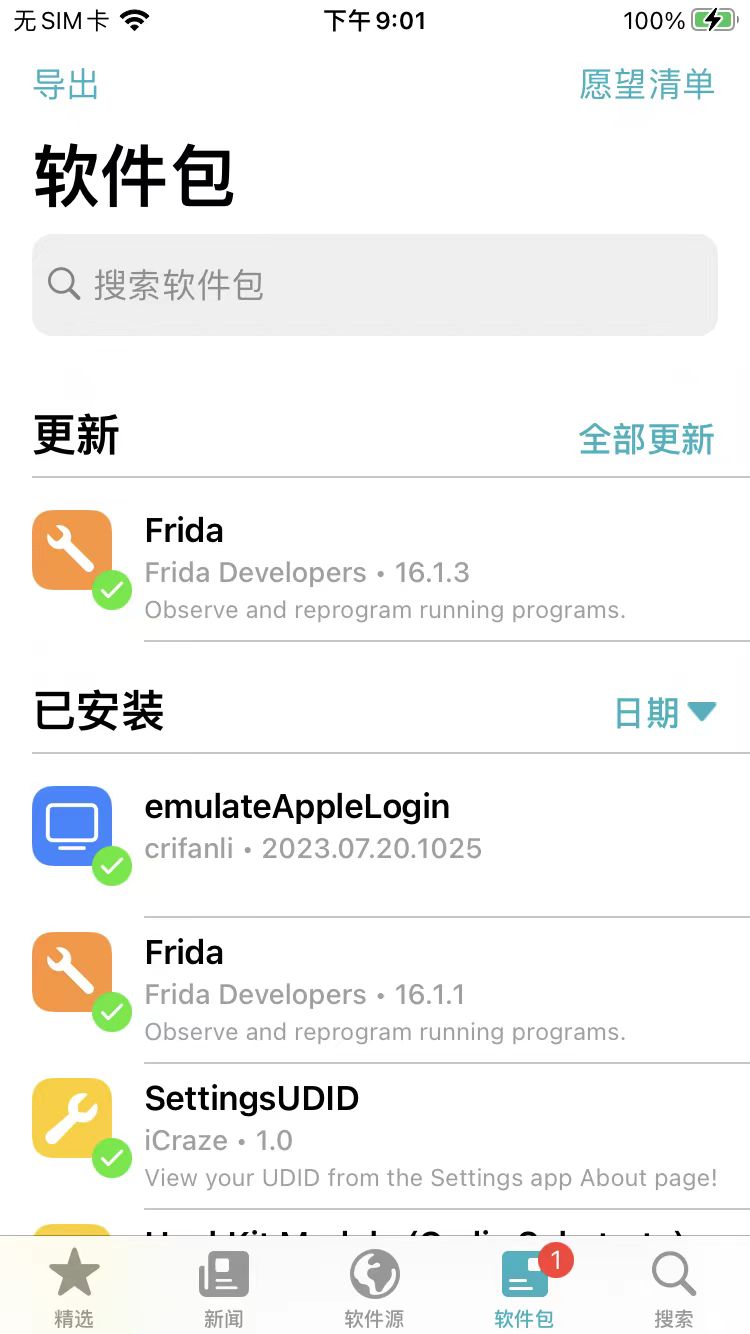 无SIM卡 下午9:01 100%
导出 愿望清单
软件包
搜索软件包
更新 全部更新
Frida
Frida Developers • 16.1.3
Observe and reprogram running programs.
已安装 日期
emulateAppleLogin
crifanli • 2023.07.20.1025
Frida
Frida Developers • 16.1.1
Observe and reprogram running programs.
SettingsUDID
iCraze • 1.0
View your UDID from the Settings app About page!
1
精选 新闻 软件源 软件包 搜索